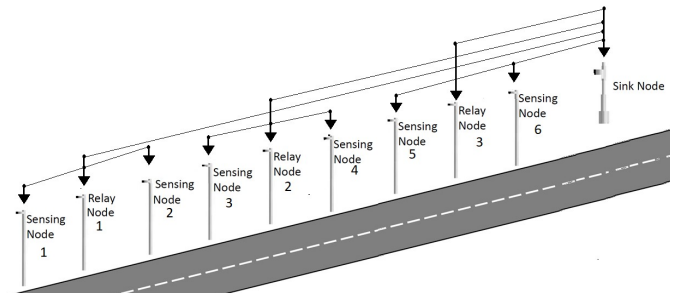 Sensing
Node
1
Relay
Node
1
Sensing
Node
2
Sensing
Node
3
Relay
Node
2
Sensing
Node
4
Sensing
Node
5
Relay
Node
3
Sensing
Node
6
Sink Node